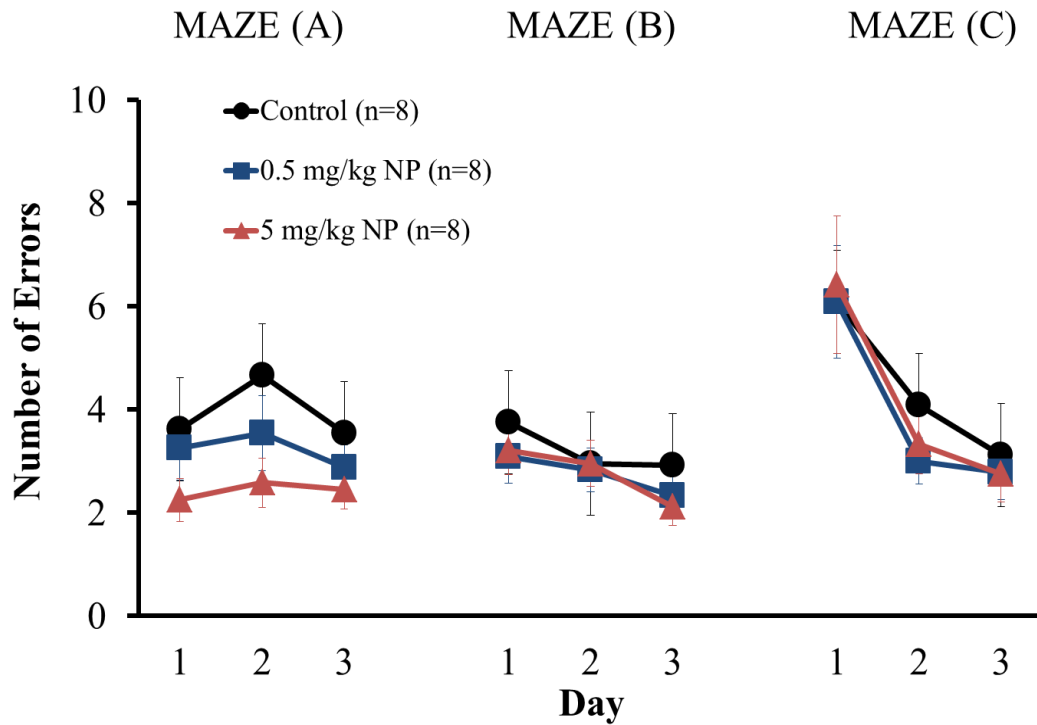 MAZE (A) MAZE (B) MAZE (C)
10
Control (n=8)
0.5 mg/kg NP (n=8)
8
5 mg/kg NP (n=8)
6
4
2
0
Number of Errors
1 2 3 1 2 3 1 2 3
Day